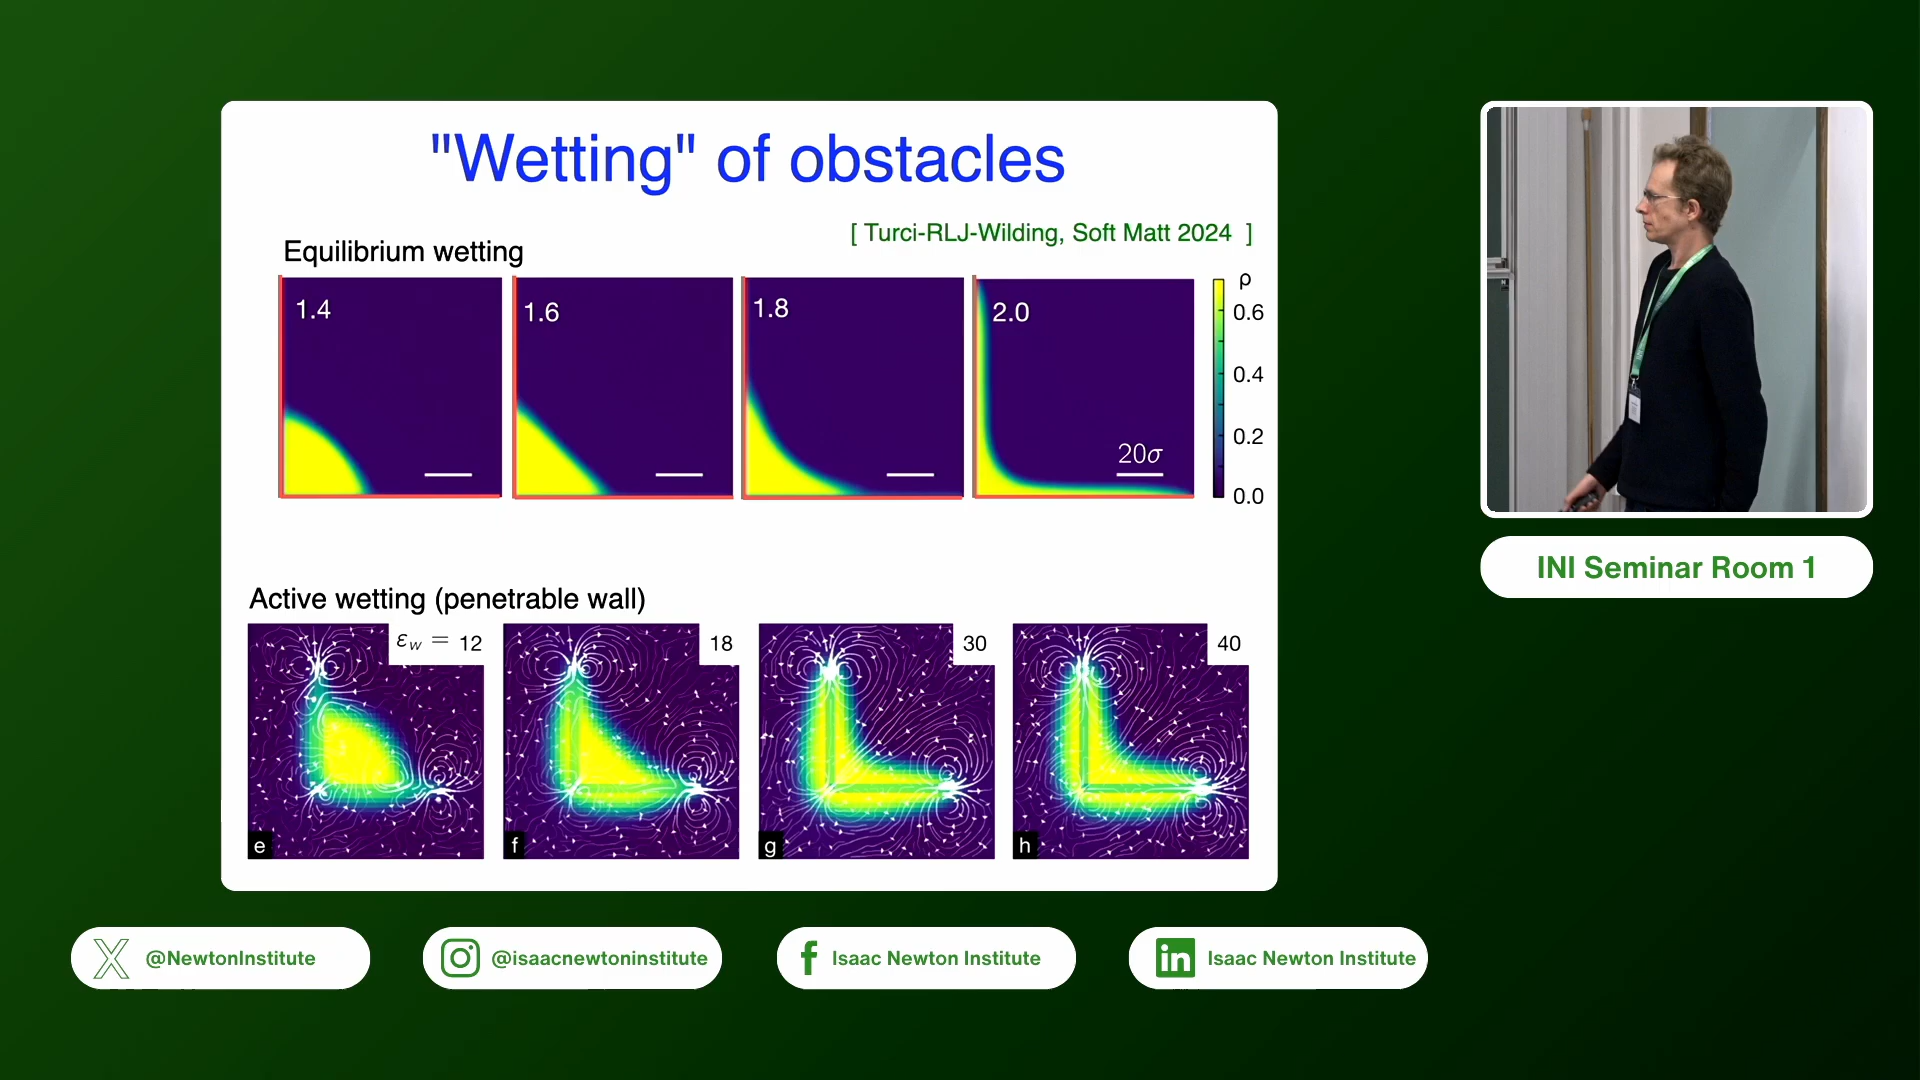 "Wetting" of obstacles
[ Turci-RLJ-Wilding, Soft Matt 2024 ]
Equilibrium wetting
1.4
1.6
1.8
2.0
20σ
ρ
0.6
0.4
0.2
0.0
Active wetting (penetrable wall)
εw = 12
18
30
40
e
f
g
h
INI Seminar Room 1
@NewtonInstitute
@isaacnewtoninstitute
Isaac Newton Institute
Isaac Newton Institute